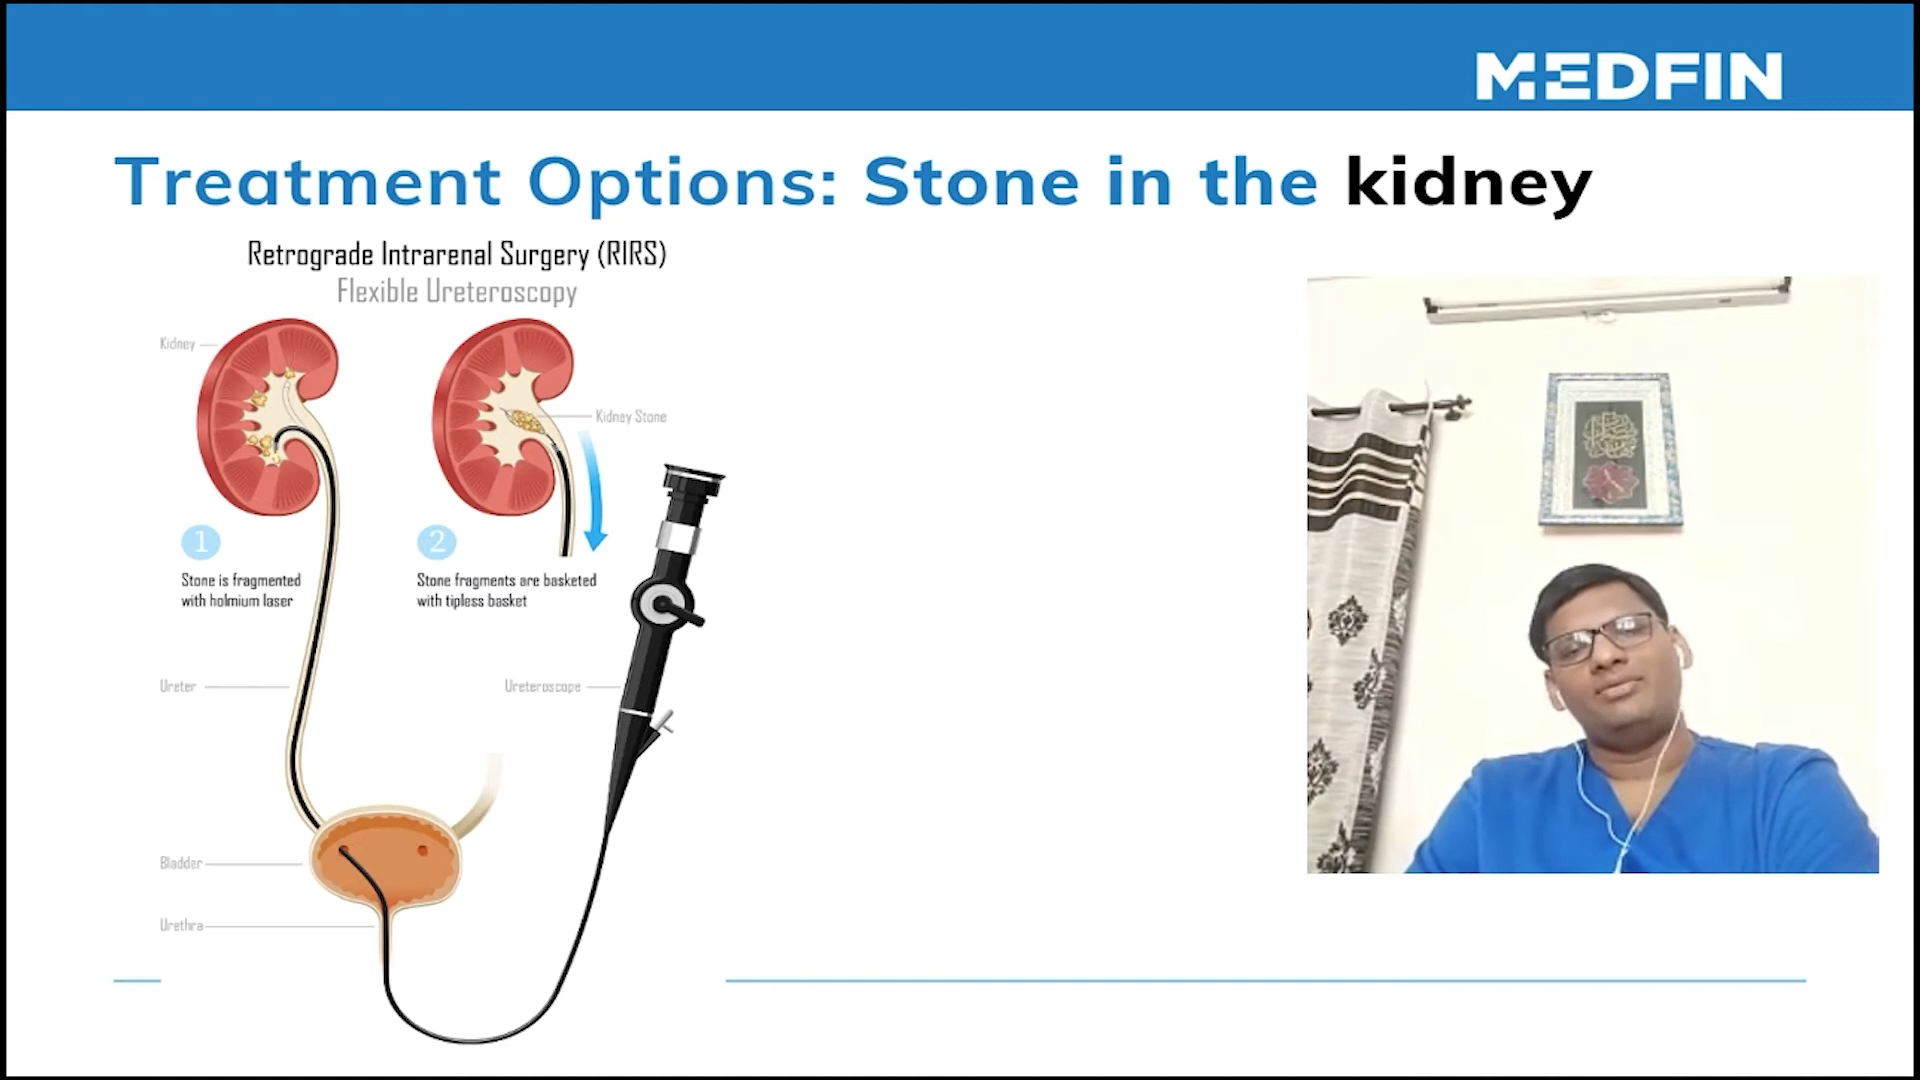 MEDFIN
Treatment Options: Stone in the kidney
Retrograde Intrarenal Surgery (RIRS)
Flexible Ureteroscopy
Kidney
Kidney Stone
1
Stone is fragmented
with holmium laser
2
Stone fragments are basketed
with tipless basket
Ureter
Ureteroscope
Bladder
Urethra